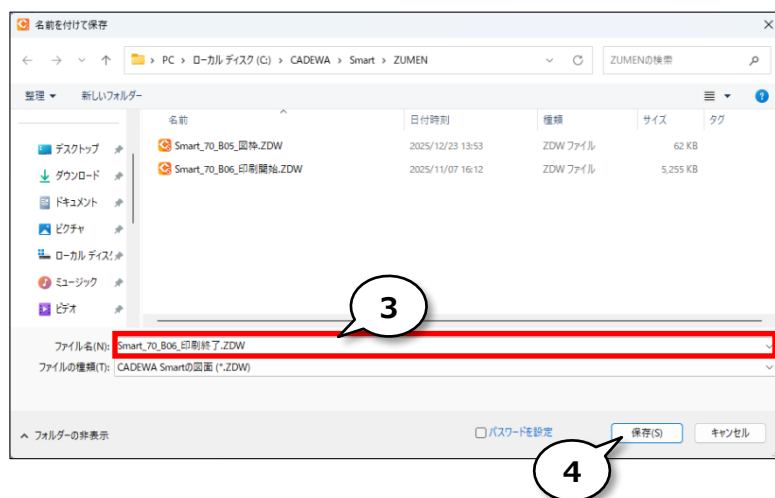 名前を付けて保存
PC › ローカル ディスク (C:) › CADEWA › Smart › ZUMEN
ZUMENの検索
整理 新しいフォルダー
名前 日付時刻 種類 サイズ タグ
Smart_70_B05_図枠.ZDW 2025/12/23 13:53 ZDW ファイル 62 KB
Smart_70_B06_印刷開始.ZDW 2025/11/07 16:12 ZDW ファイル 5,255 KB
デスクトップ
ダウンロード
ドキュメント
ピクチャ
ローカル ディス
ミュージック
ビデオ
3
ファイル名(N): Smart_70_B06_印刷終了.ZDW
ファイルの種類(T): CADEWA Smartの図面 (*.ZDW)
フォルダーの非表示
パスワードを設定
保存(S)
キャンセル
4